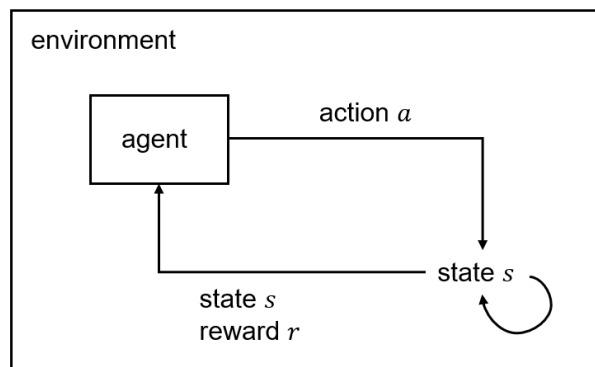 environment
agent
action a
state s
state s
reward r